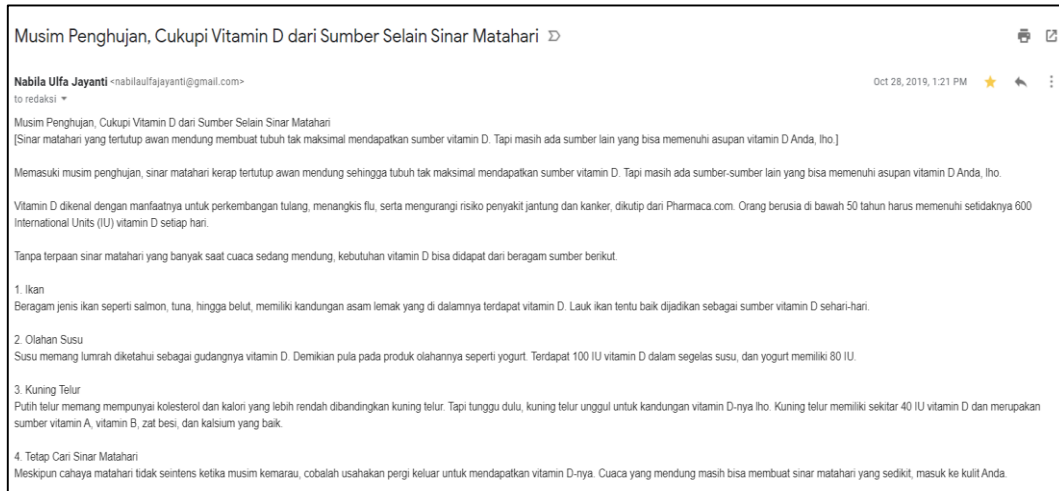 Musim Penghujan, Cukupi Vitamin D dari Sumber Selain Sinar Matahari
Nabila Ulfa Jayanti <nabilaulfajayanti@gmail.com> Oct 28, 2019, 1:21 PM
to redaksi
Musim Penghujan, Cukupi Vitamin D dari Sumber Selain Sinar Matahari
[Sinar matahari yang tertutup awan mendung membuat tubuh tak maksimal mendapatkan sumber vitamin D. Tapi masih ada sumber lain yang bisa memenuhi asupan vitamin D Anda, lho.]
Memasuki musim penghujan, sinar matahari kerap tertutup awan mendung sehingga tubuh tak maksimal mendapatkan sumber vitamin D. Tapi masih ada sumber-sumber lain yang bisa memenuhi asupan vitamin D Anda, lho.
Vitamin D dikenal dengan manfaatnya untuk perkembangan tulang, menangkis flu, serta mengurangi risiko penyakit jantung dan kanker, dikutip dari Pharmaca.com. Orang berusia di bawah 50 tahun harus memenuhi setidaknya 600
International Units (IU) vitamin D setiap hari.
Tanpa terpaan sinar matahari yang banyak saat cuaca sedang mendung, kebutuhan vitamin D bisa didapat dari beragam sumber berikut.
1. Ikan
Beragam jenis ikan seperti salmon, tuna, hingga belut, memiliki kandungan asam lemak yang di dalamnya terdapat vitamin D. Lauk ikan tentu baik dijadikan sebagai sumber vitamin D sehari-hari.
2. Olahan Susu
Susu memang lumrah diketahui sebagai gudangnya vitamin D. Demikian pula pada produk olahannya seperti yogurt. Terdapat 100 IU vitamin D dalam segelas susu, dan yogurt memiliki 80 IU.
3. Kuning Telur
Putih telur memang mempunyai kolesterol dan kalori yang lebih rendah dibandingkan kuning telur. Tapi tunggu dulu, kuning telur unggul untuk kandungan vitamin D-nya lho. Kuning telur memiliki sekitar 40 IU vitamin D dan merupakan
sumber vitamin A, vitamin B, zat besi, dan kalsium yang baik.
4. Tetap Cari Sinar Matahari
Meskipun cahaya matahari tidak seintens ketika musim kemarau, cobalah usahakan pergi keluar untuk mendapatkan vitamin D-nya. Cuaca yang mendung masih bisa membuat sinar matahari yang sedikit, masuk ke kulit Anda.